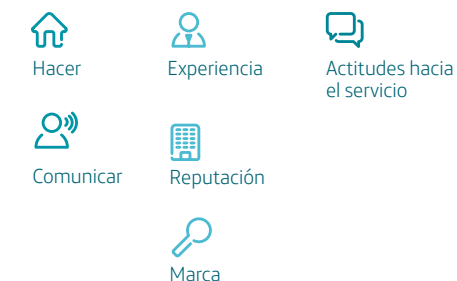 Hacer
Experiencia
Actitudes hacia
el servicio
Comunicar
Reputación
Marca